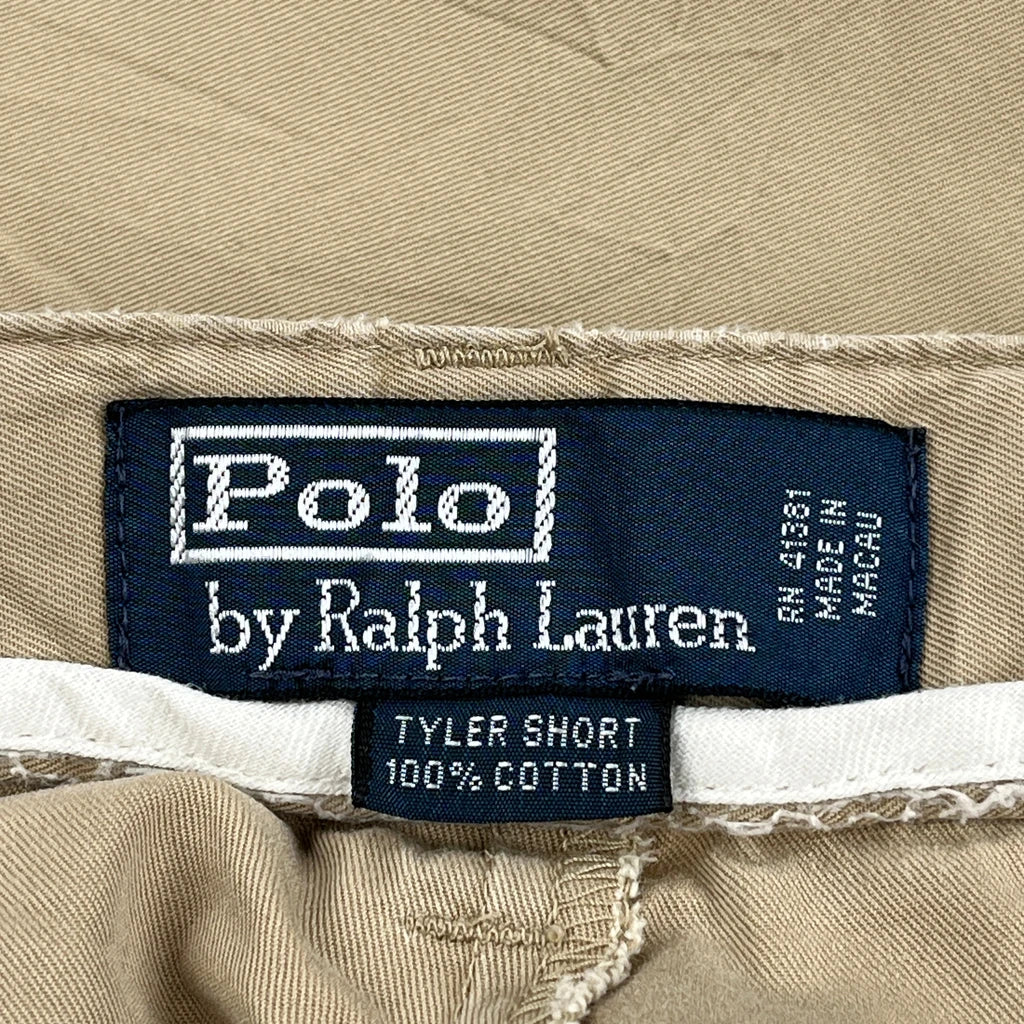 Polo
by Ralph Lauren
RN 41381
MADE IN
MACAU
TYLER SHORT
100% COTTON